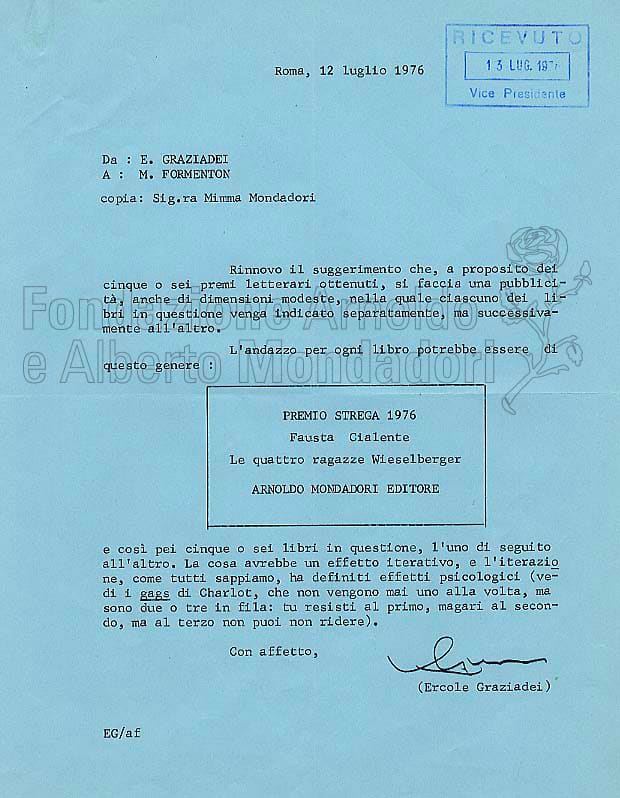 RICEVUTO
13 LUG. 197
Vice Presidente
Roma, 12 luglio 1976
Da : E. GRAZIADEI
A : M. FORMENTON
copia: Sig.ra Mimma Mondadori
Rinnovo il suggerimento che, a proposito dei
cinque o sei premi letterari ottenuti, si faccia una pubblici-
tà, anche di dimensioni modeste, nella quale ciascuno dei li-
bri in questione venga indicato separatamente, ma successiva-
mente all'altro.
L'andazzo per ogni libro potrebbe essere di
questo genere :
Fondazione Arnoldo
e Alberto Mondadori
PREMIO STREGA 1976
Fausta Cialente
Le quattro ragazze Wieselberger
ARNOLDO MONDADORI EDITORE
e così pei cinque o sei libri in questione, l'uno di seguito
all'altro. La cosa avrebbe un effetto iterativo, e l'iterazio
ne, come tutti sappiamo, ha definiti effetti psicologici (ve-
di i gags di Charlot, che non vengono mai uno alla volta, ma
sono due o tre in fila: tu resisti al primo, magari al secon-
do, ma al terzo non puoi non ridere).
Con affetto,
(Ercole Graziadei)
EG/af